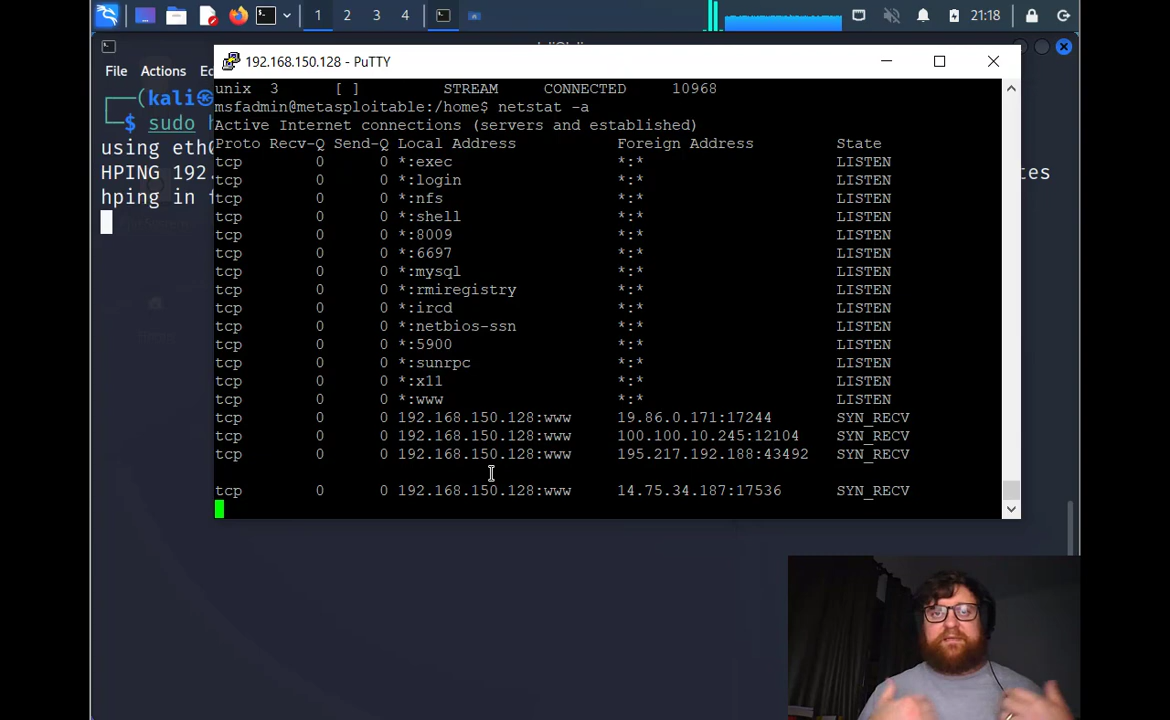 1 2 3 4 21:18
192.168.150.128 - PuTTY
File Actions
(kali
$ sudo
using eth
HPING 192.
hping in
tes
unix 3 [ ] STREAM CONNECTED 10968
msfadmin@metasploitable:/home$ netstat -a
Active Internet connections (servers and established)
Proto Recv-Q Send-Q Local Address Foreign Address State
tcp 0 0 *:exec *:* LISTEN
tcp 0 0 *:login *:* LISTEN
tcp 0 0 *:nfs *:* LISTEN
tcp 0 0 *:shell *:* LISTEN
tcp 0 0 *:8009 *:* LISTEN
tcp 0 0 *:6697 *:* LISTEN
tcp 0 0 *:mysql *:* LISTEN
tcp 0 0 *:rmiregistry *:* LISTEN
tcp 0 0 *:ircd *:* LISTEN
tcp 0 0 *:netbios-ssn *:* LISTEN
tcp 0 0 *:5900 *:* LISTEN
tcp 0 0 *:sunrpc *:* LISTEN
tcp 0 0 *:x11 *:* LISTEN
tcp 0 0 *:www *:* LISTEN
tcp 0 0 192.168.150.128:www 19.86.0.171:17244 SYN_RECV
tcp 0 0 192.168.150.128:www 100.100.10.245:12104 SYN_RECV
tcp 0 0 192.168.150.128:www 195.217.192.188:43492 SYN_RECV
tcp 0 0 192.168.150.128:www 14.75.34.187:17536 SYN_RECV